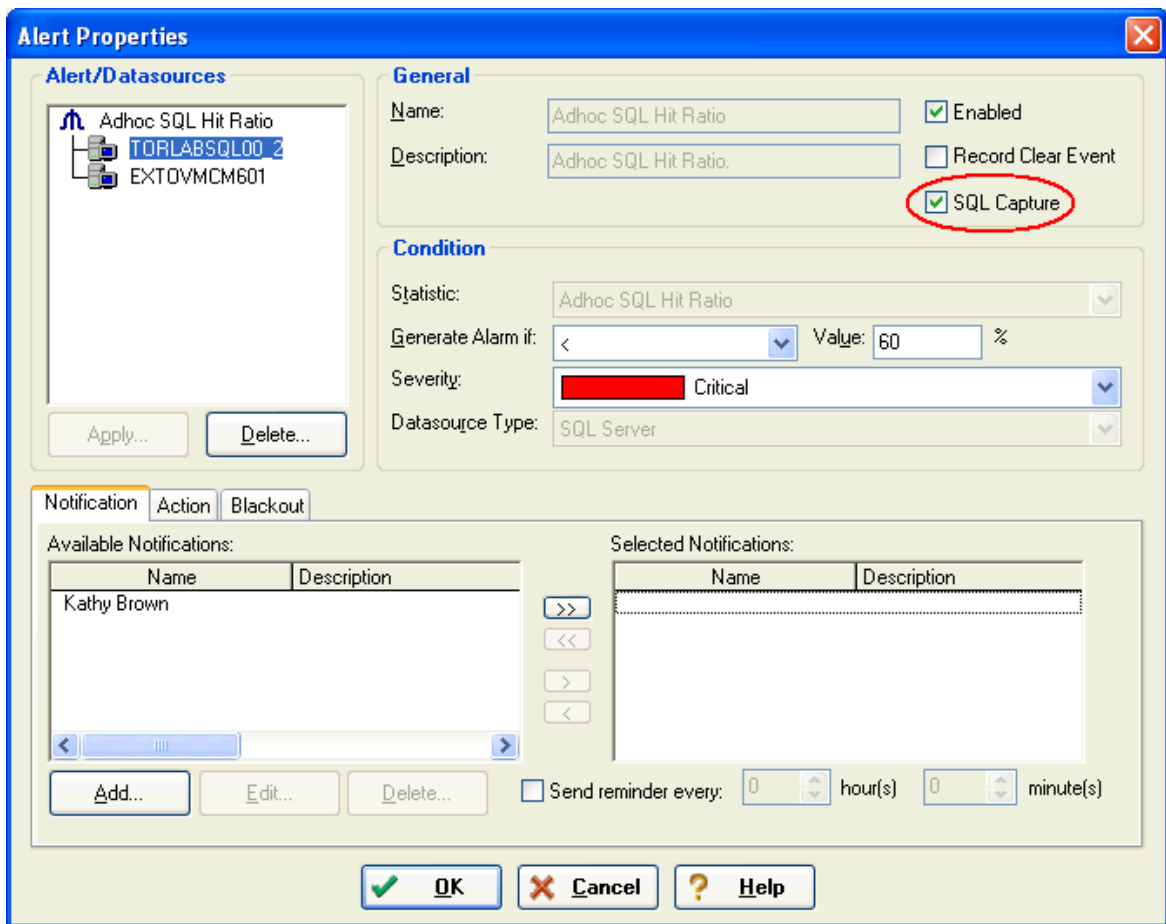 Alert Properties
Alert/Datasources
Adhoc SQL Hit Ratio
TORLABSQL00_2
EXTOVMCM601
Apply...
Delete...
General
Name:
Adhoc SQL Hit Ratio
Enabled
Description:
Adhoc SQL Hit Ratio.
Record Clear Event
SQL Capture
Condition
Statistic:
Adhoc SQL Hit Ratio
Generate Alarm if:
<
Value:
60
%
Severity:
Critical
Datasource Type:
SQL Server
Notification
Action
Blackout
Available Notifications:
Name
Description
Kathy Brown
>>
<<
>
<
Selected Notifications:
Name
Description
Add...
Edit...
Delete...
Send reminder every:
0
hour(s)
0
minute(s)
OK
Cancel
? Help